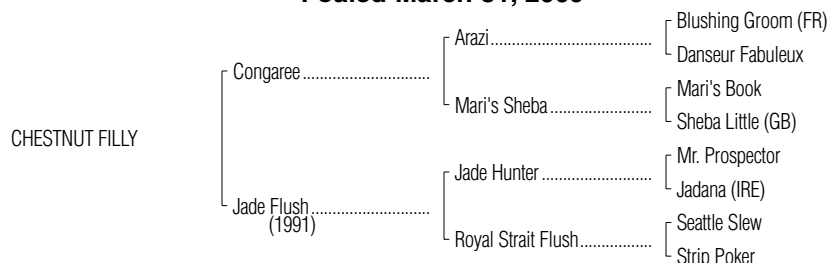 Foaled March 31,
Blushing Groom (FR)
Arazi
Danseur Fabuleux
Congaree
Mari's Book
Mari's Sheba
Sheba Little (GB)
CHESTNUT FILLY
Mr. Prospector
Jade Hunter
Jadana (IRE)
Jade Flush
(1991)
Seattle Slew
Royal Strait Flush
Strip Poker